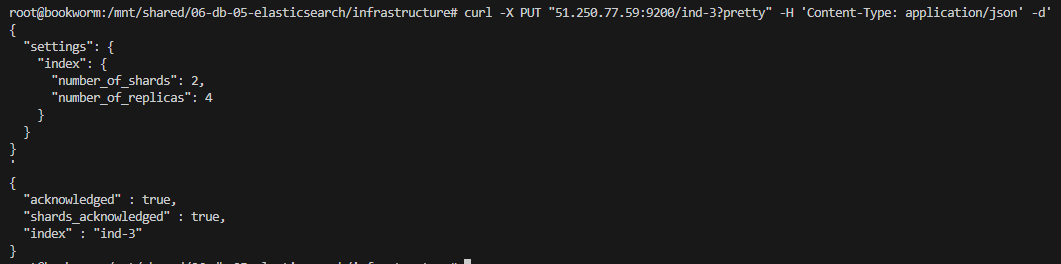 root@bookworm:/mnt/shared/06-db-05-elasticsearch/infrastructure# curl -X PUT "51.250.77.59:9200/ind-3?pretty" -H 'Content-Type: application/json' -d'
{
  "settings": {
    "index": {
      "number_of_shards": 2,
      "number_of_replicas": 4
    }
  }
}
'
{
  "acknowledged" : true,
  "shards_acknowledged" : true,
  "index" : "ind-3"
}